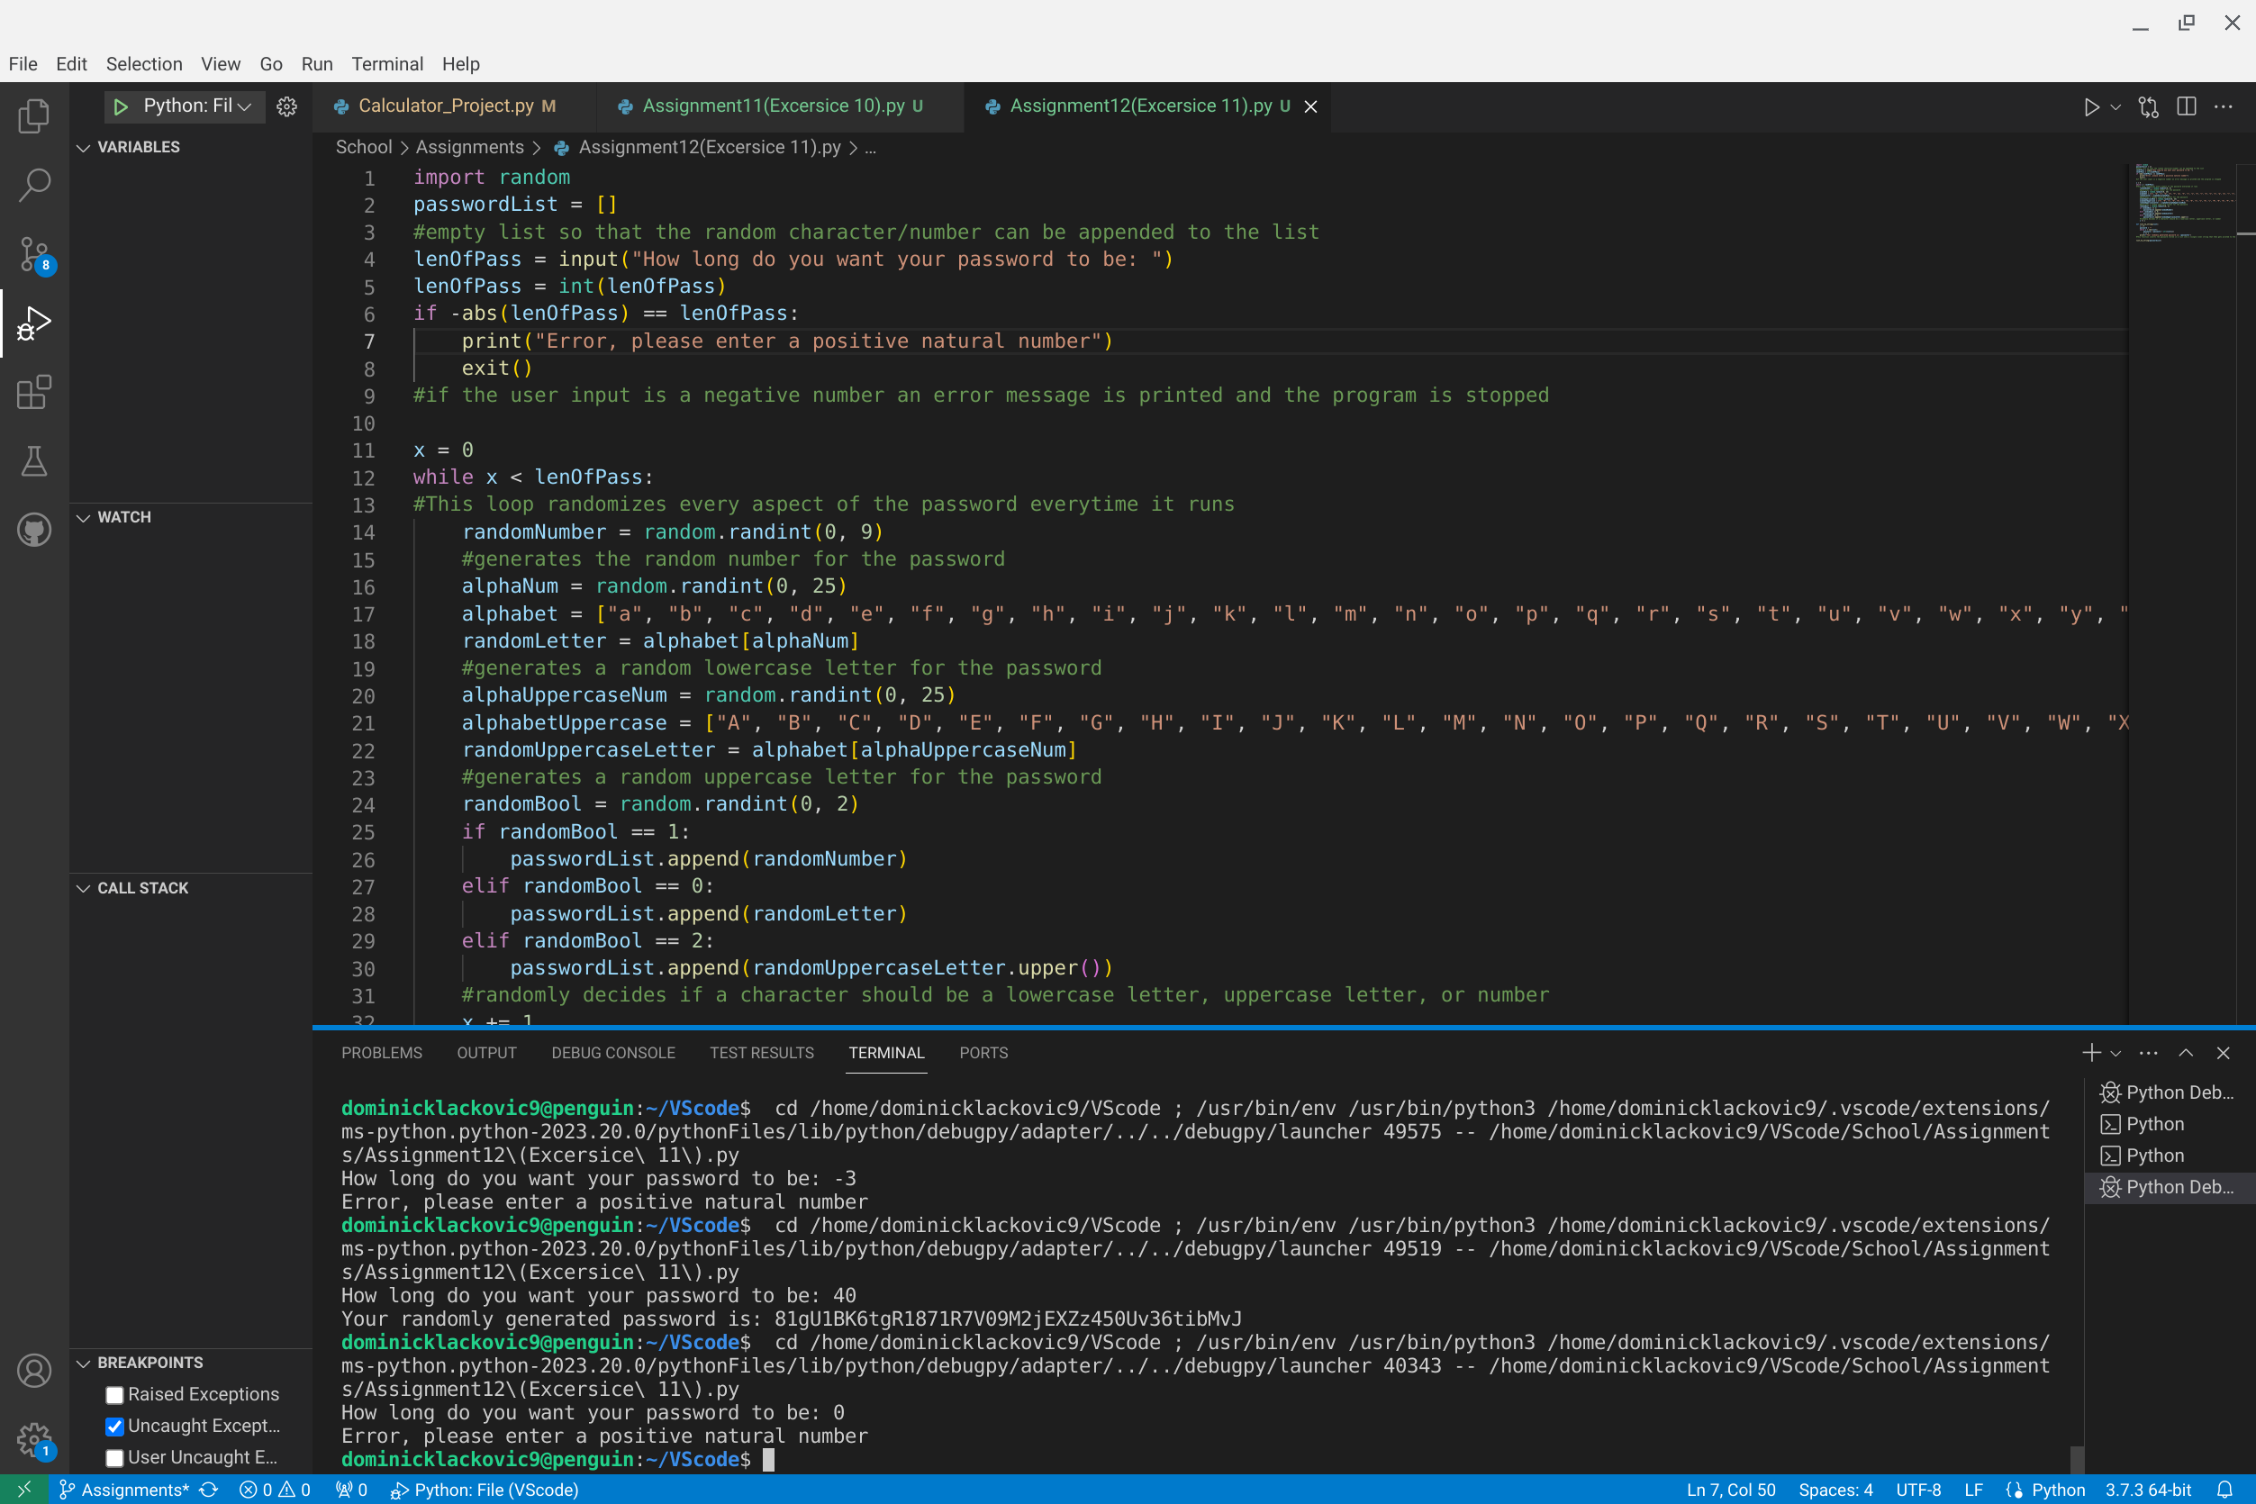 File Edit Selection View Go Run Terminal Help
Python: Fil
Calculator_Project.py M
Assignment11(Excersice 10).py U
Assignment12(Excersice 11).py U
VARIABLES
School > Assignments > Assignment12(Excersice 11).py > ...
1 import random
2 passwordList = []
3 #empty list so that the random character/number can be appended to the list
4 lenOfPass = input("How long do you want your password to be: ")
5 lenOfPass = int(lenOfPass)
6 if -abs(lenOfPass) == lenOfPass:
7 print("Error, please enter a positive natural number")
8 exit()
9 #if the user input is a negative number an error message is printed and the program is stopped
10
11 x = 0
12 while x < lenOfPass:
13 #This loop randomizes every aspect of the password everytime it runs
14 randomNumber = random.randint(0, 9)
15 #generates the random number for the password
16 alphaNum = random.randint(0, 25)
17 alphabet = ["a", "b", "c", "d", "e", "f", "g", "h", "i", "j", "k", "l", "m", "n", "o", "p", "q", "r", "s", "t", "u", "v", "w", "x", "y", "
18 randomLetter = alphabet[alphaNum]
19 #generates a random lowercase letter for the password
20 alphaUppercaseNum = random.randint(0, 25)
21 alphabetUppercase = ["A", "B", "C", "D", "E", "F", "G", "H", "I", "J", "K", "L", "M", "N", "O", "P", "Q", "R", "S", "T", "U", "V", "W", "X
22 randomUppercaseLetter = alphabet[alphaUppercaseNum]
23 #generates a random uppercase letter for the password
24 randomBool = random.randint(0, 2)
25 if randomBool == 1:
26 passwordList.append(randomNumber)
27 elif randomBool == 0:
28 passwordList.append(randomLetter)
29 elif randomBool == 2:
30 passwordList.append(randomUppercaseLetter.upper())
31 #randomly decides if a character should be a lowercase letter, uppercase letter, or number
32 x += 1
8
WATCH
CALL STACK
BREAKPOINTS
Raised Exceptions
Uncaught Except...
User Uncaught E...
1
PROBLEMS OUTPUT DEBUG CONSOLE TEST RESULTS TERMINAL PORTS
dominicklackovic9@penguin:~/VScode$ cd /home/dominicklackovic9/VScode ; /usr/bin/env /usr/bin/python3 /home/dominicklackovic9/.vscode/extensions/
ms-python.python-2023.20.0/pythonFiles/lib/python/debugpy/adapter/../../debugpy/launcher 49575 -- /home/dominicklackovic9/VScode/School/Assignment
s/Assignment12\(Excersice\ 11\).py
How long do you want your password to be: -3
Error, please enter a positive natural number
dominicklackovic9@penguin:~/VScode$ cd /home/dominicklackovic9/VScode ; /usr/bin/env /usr/bin/python3 /home/dominicklackovic9/.vscode/extensions/
ms-python.python-2023.20.0/pythonFiles/lib/python/debugpy/adapter/../../debugpy/launcher 49519 -- /home/dominicklackovic9/VScode/School/Assignment
s/Assignment12\(Excersice\ 11\).py
How long do you want your password to be: 40
Your randomly generated password is: 81gU1BK6tgR1871R7V09M2jEXZz450Uv36tibMvJ
dominicklackovic9@penguin:~/VScode$ cd /home/dominicklackovic9/VScode ; /usr/bin/env /usr/bin/python3 /home/dominicklackovic9/.vscode/extensions/
ms-python.python-2023.20.0/pythonFiles/lib/python/debugpy/adapter/../../debugpy/launcher 40343 -- /home/dominicklackovic9/VScode/School/Assignment
s/Assignment12\(Excersice\ 11\).py
How long do you want your password to be: 0
Error, please enter a positive natural number
dominicklackovic9@penguin:~/VScode$
Python Deb...
Python
Python
Python Deb...
Assignments* 0 0 0 Python: File (VScode) Ln 7, Col 50 Spaces: 4 UTF-8 LF Python 3.7.3 64-bit